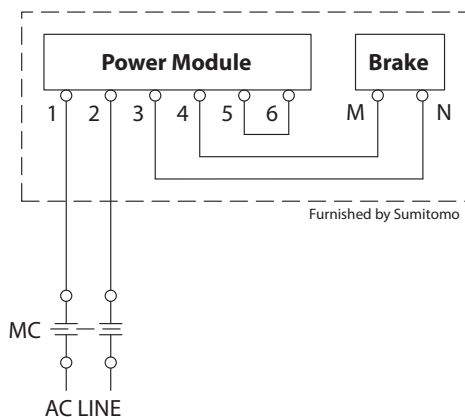 Power Module
Brake
1 2 3 4 5 6 M N
Furnished by Sumitomo
MC
AC LINE